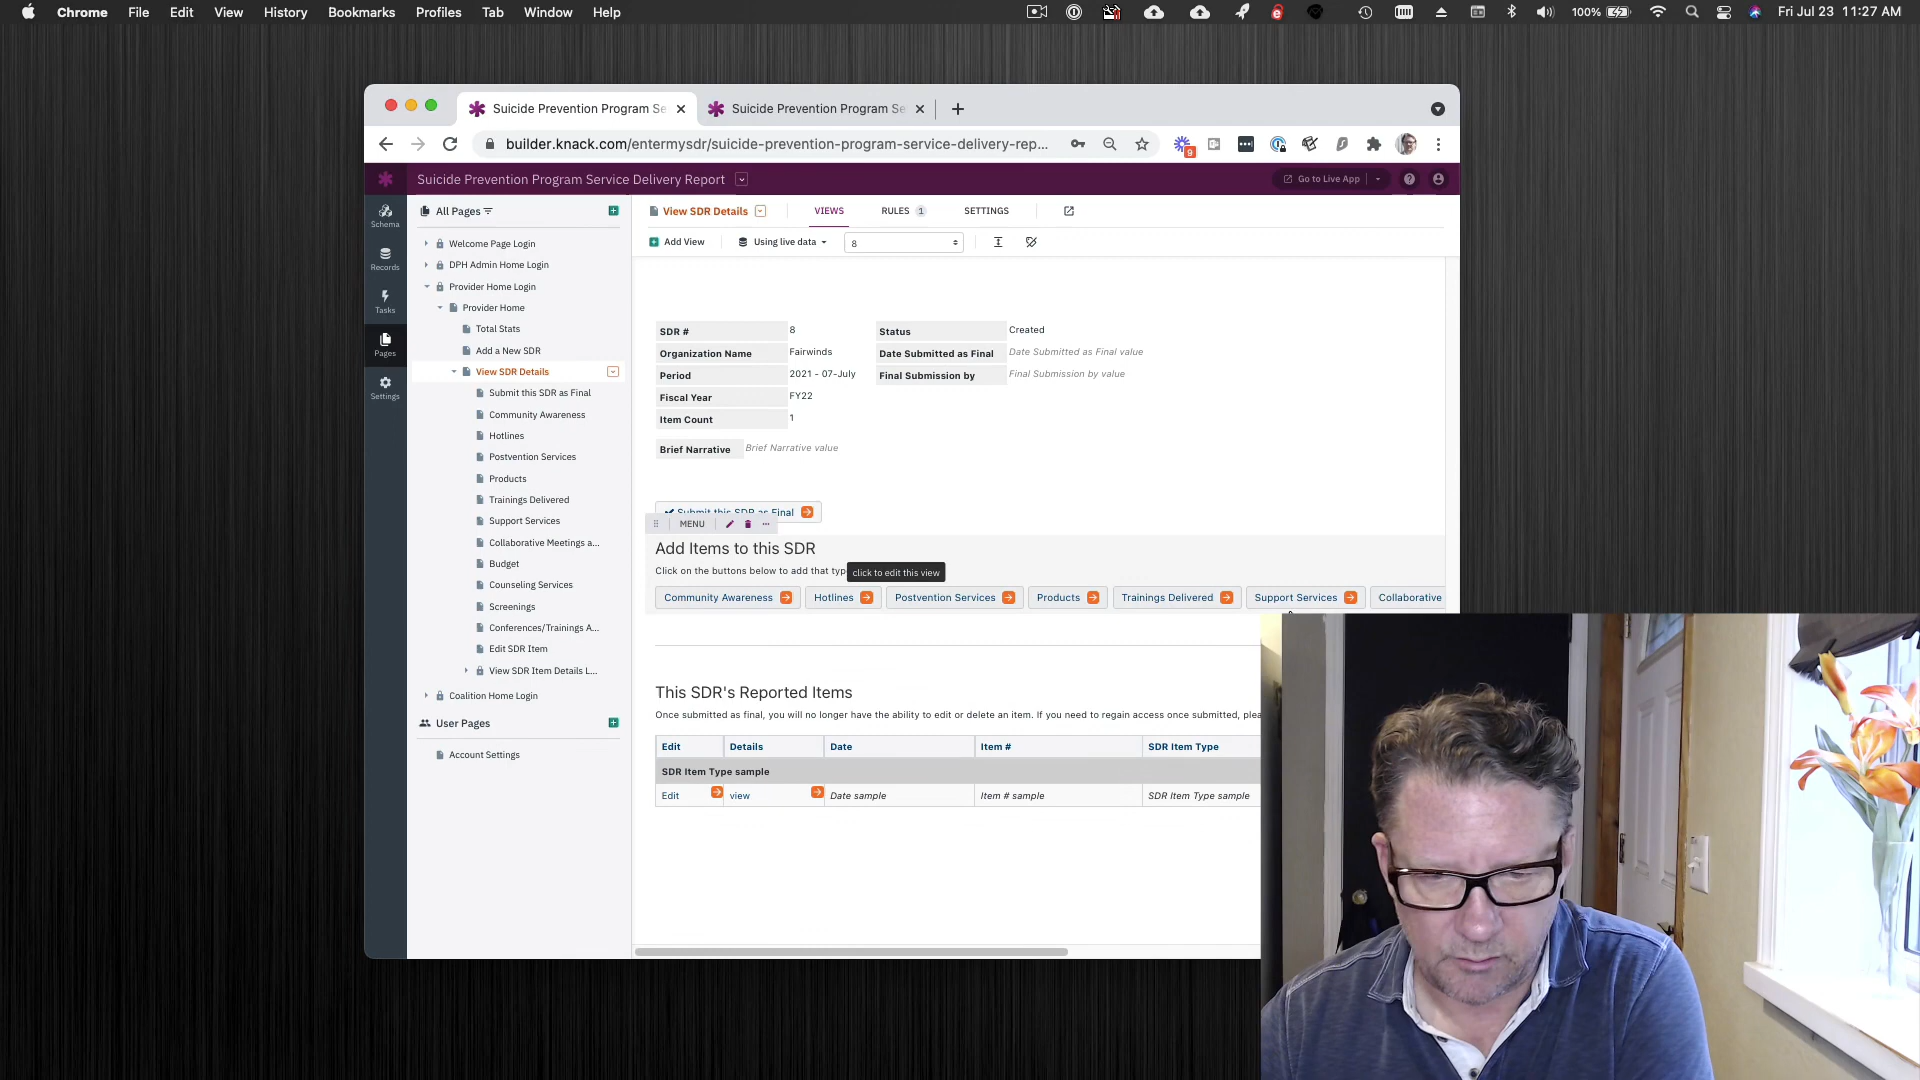 Chrome File Edit View History Bookmarks Profiles Tab Window Help 100% Fri Jul 23 11:27 AM
Suicide Prevention Program Se
Suicide Prevention Program Se
builder.knack.com/entermysdr/suicide-prevention-program-service-delivery-rep...
9
Suicide Prevention Program Service Delivery Report
Go to Live App
Schema
Records
Tasks
Pages
Settings
All Pages
Welcome Page Login
DPH Admin Home Login
Provider Home Login
Provider Home
Total Stats
Add a New SDR
View SDR Details
Submit this SDR as Final
Community Awareness
Hotlines
Postvention Services
Products
Trainings Delivered
Support Services
Collaborative Meetings a...
Budget
Counseling Services
Screenings
Conferences/Trainings A...
Edit SDR Item
View SDR Item Details L...
Coalition Home Login
User Pages
Account Settings
View SDR Details VIEWS RULES 1 SETTINGS
Add View Using live data 8
SDR # 8
Organization Name Fairwinds
Period 2021 - 07-July
Fiscal Year FY22
Item Count 1
Brief Narrative Brief Narrative value
Status Created
Date Submitted as Final Date Submitted as Final value
Final Submission by Final Submission by value
Submit this SDR as Final
MENU
Add Items to this SDR
Click on the buttons below to add that typ
click to edit this view
Community Awareness Hotlines Postvention Services Products Trainings Delivered Support Services Collaborative
This SDR's Reported Items
Once submitted as final, you will no longer have the ability to edit or delete an item. If you need to regain access once submitted, plea
Edit Details Date Item # SDR Item Type
SDR Item Type sample
Edit view Date sample Item # sample SDR Item Type sample